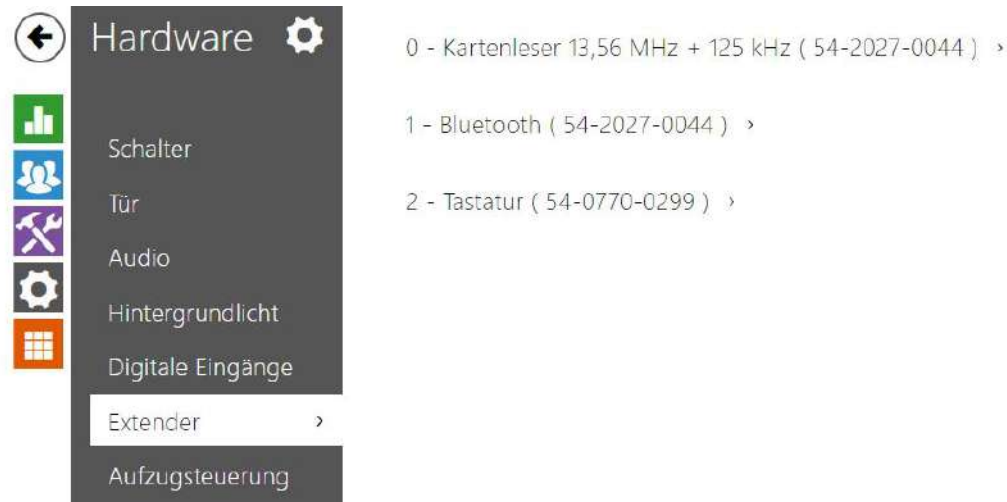 Hardware
Schalter
Tür
Audio
Hintergrundlicht
Digitale Eingänge
Extender
Aufzugsteuerung
0 - Kartenleser 13,56 MHz + 125 kHz ( 54-2027-0044 )
1 - Bluetooth ( 54-2027-0044 )
2 - Tastatur ( 54-0770-0299 )